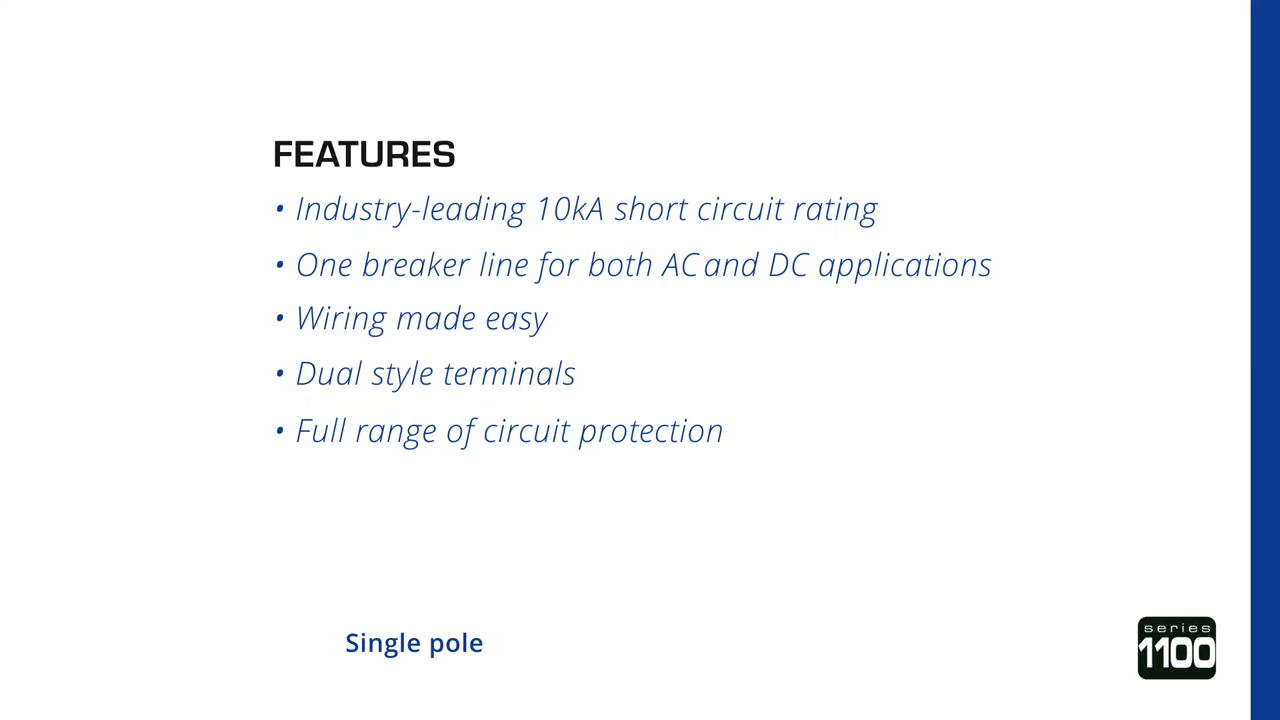 FEATURES
• Industry-leading 10kA short circuit rating
• One breaker line for both AC and DC applications
• Wiring made easy
• Dual style terminals
• Full range of circuit protection
Single pole
series
1100